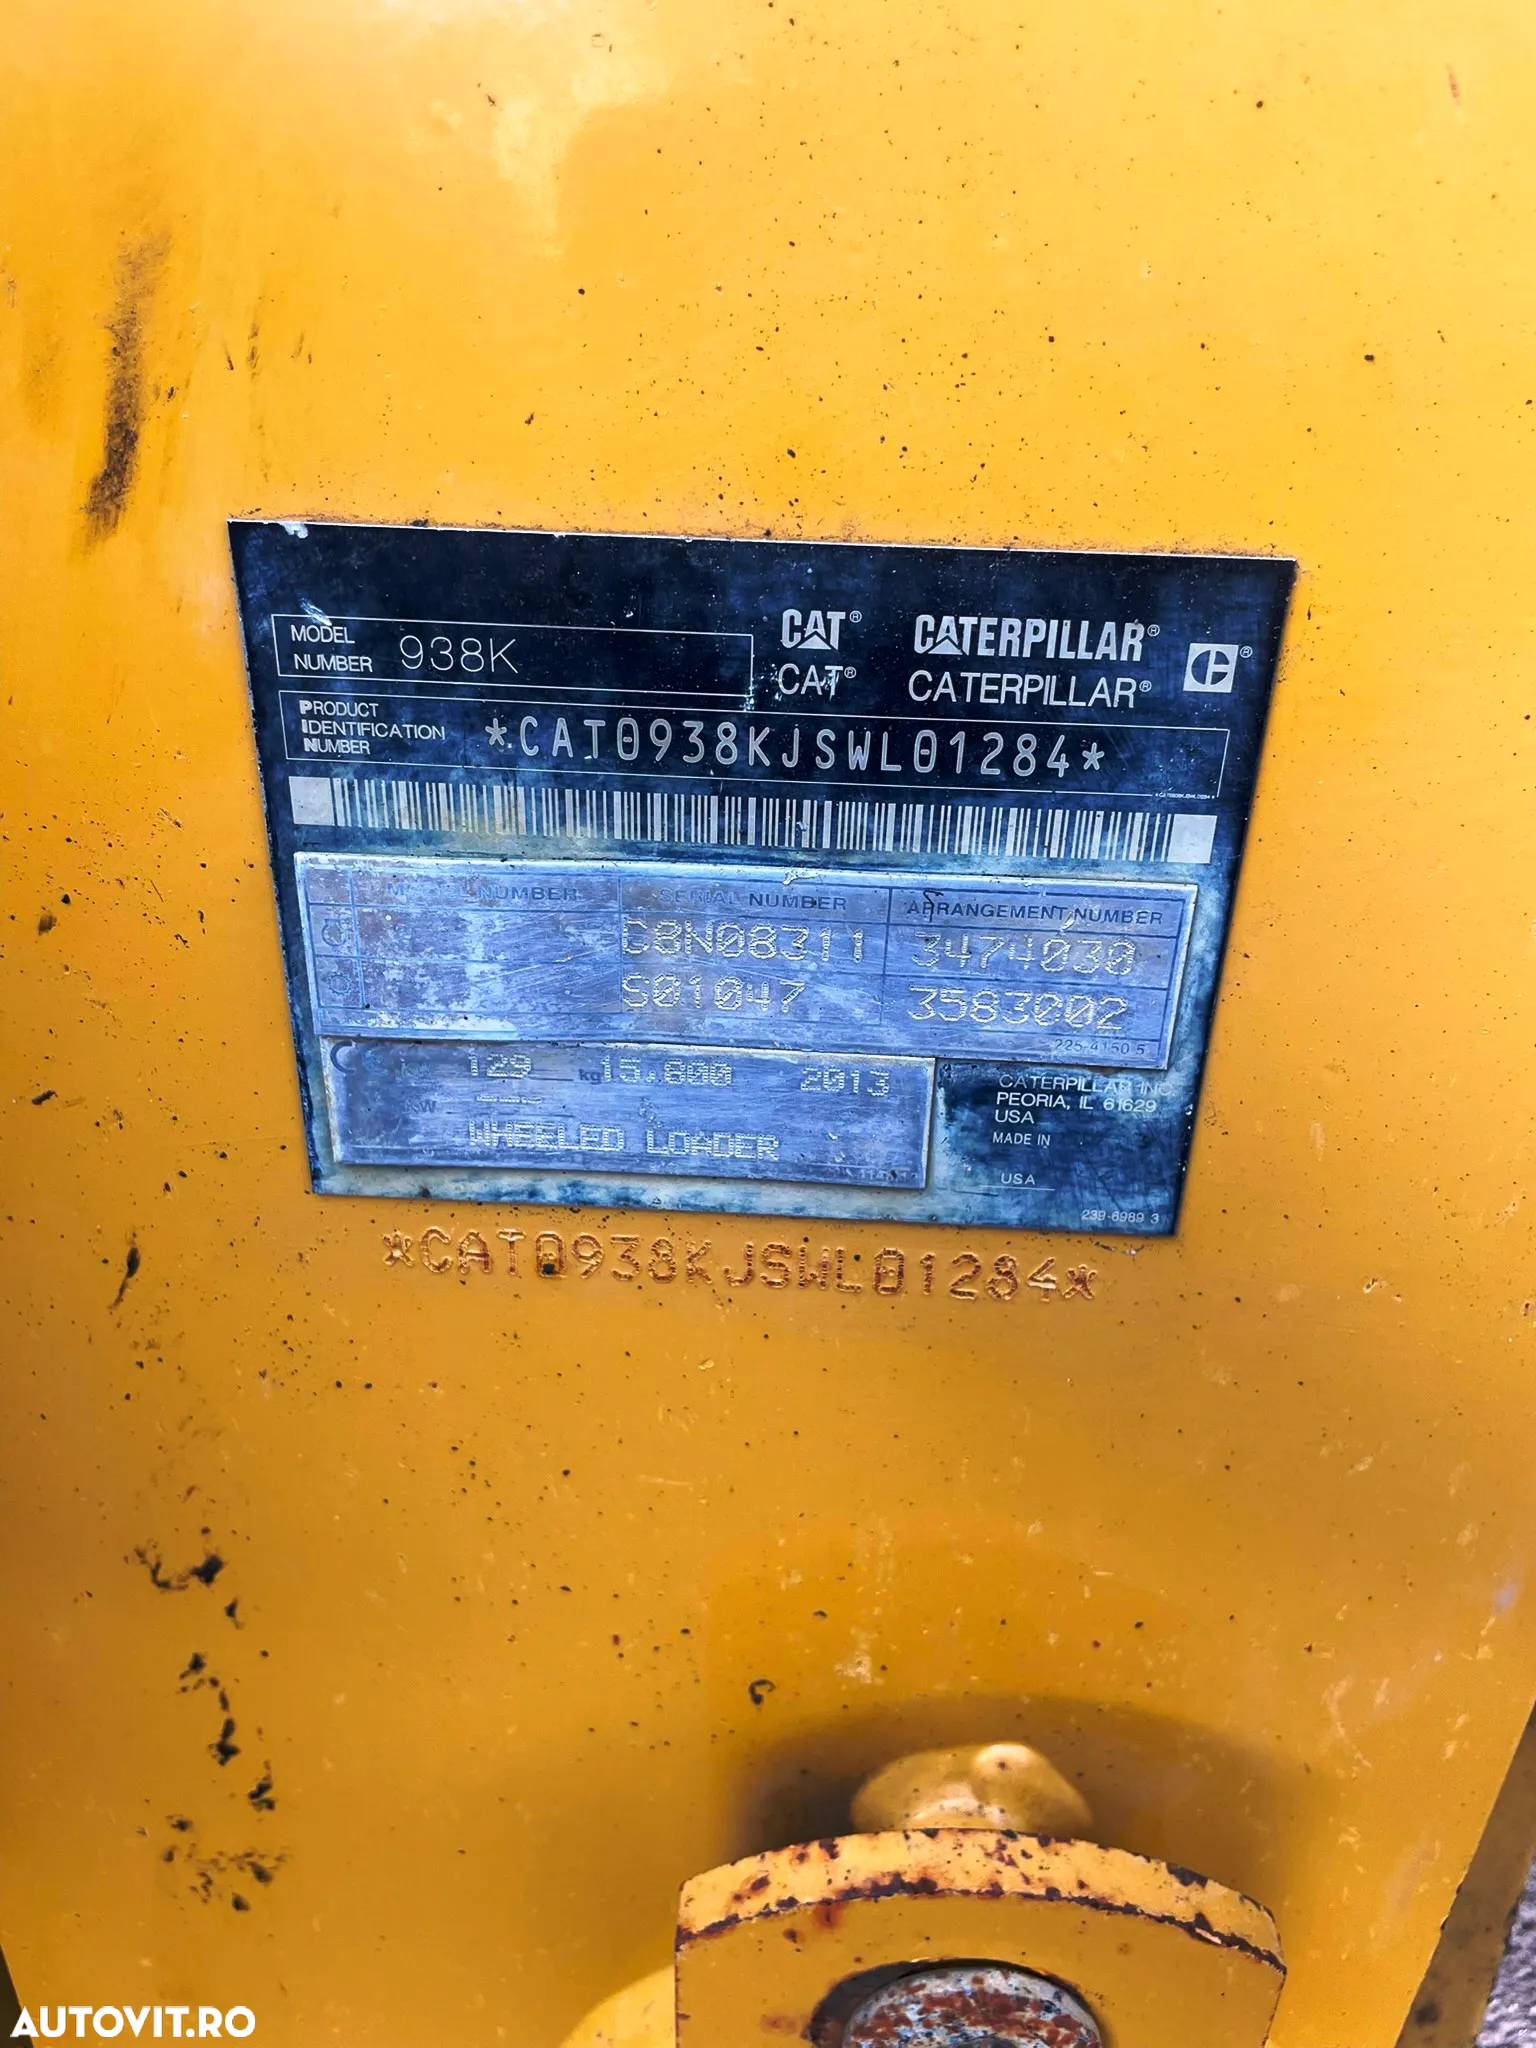 MODEL
NUMBER 938K
CAT® CATERPILLAR®
CAT® CATERPILLAR®
PRODUCT
IDENTIFICATION
NUMBER
*CAT0938KJSWL01284*
NUMBER SERIAL NUMBER ARRANGEMENT NUMBER
C8N08311 3474030
S01047 3583002
225-4150 5
129 kg 15.800 2013
KW
WHEELED LOADER
CATERPILLAR INC.
PEORIA, IL 61629
USA
MADE IN
USA
239-6989 3
*CAT0938KJSWL01284*
AUTOVIT.RO